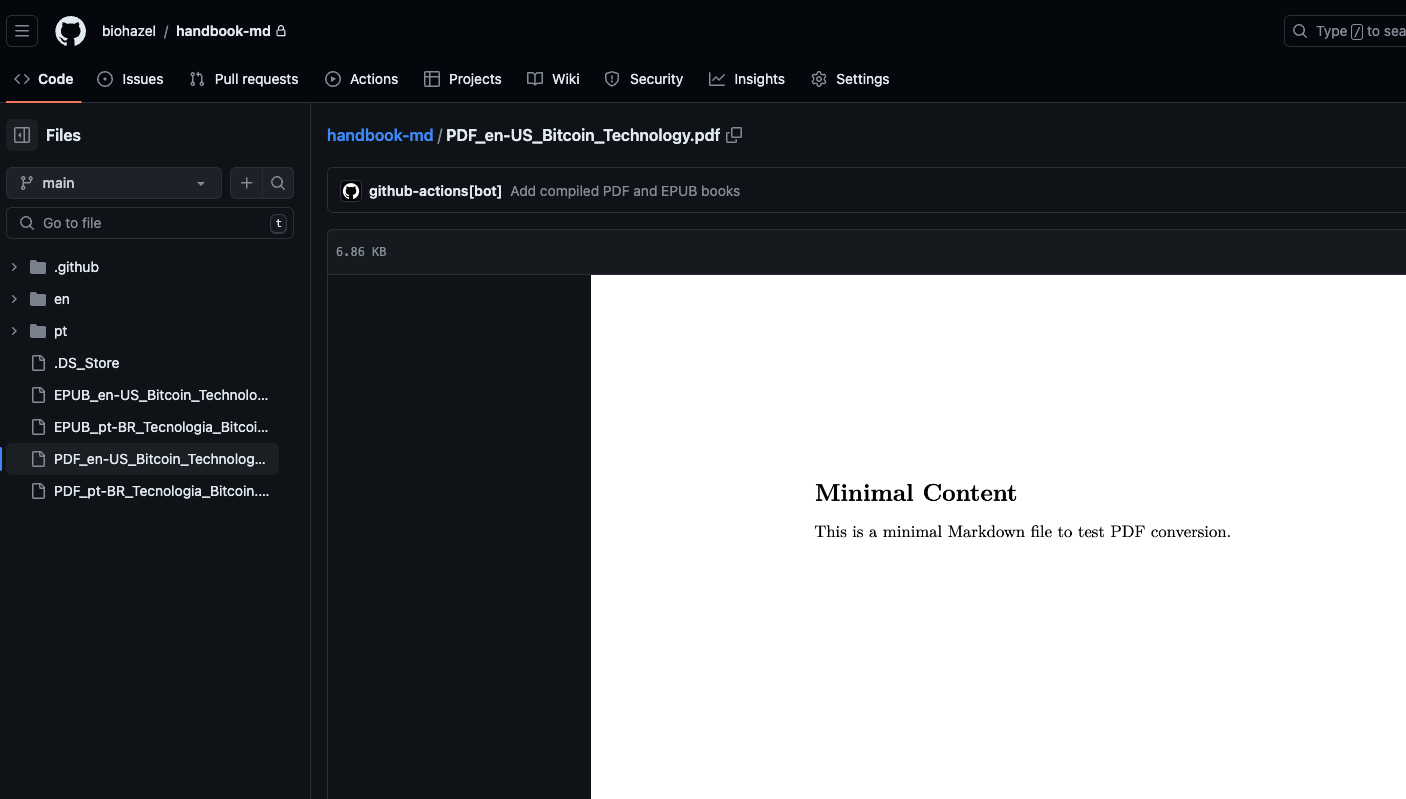 biohazel / handbook-md
Type / to sea
Code Issues Pull requests Actions Projects Wiki Security Insights Settings
Files
main
Go to file t
.github
en
pt
.DS_Store
EPUB_en-US_Bitcoin_Technolo...
EPUB_pt-BR_Tecnologia_Bitcoi...
PDF_en-US_Bitcoin_Technolog...
PDF_pt-BR_Tecnologia_Bitcoin....
handbook-md / PDF_en-US_Bitcoin_Technology.pdf
github-actions[bot] Add compiled PDF and EPUB books
6.86 KB
Minimal Content
This is a minimal Markdown file to test PDF conversion.